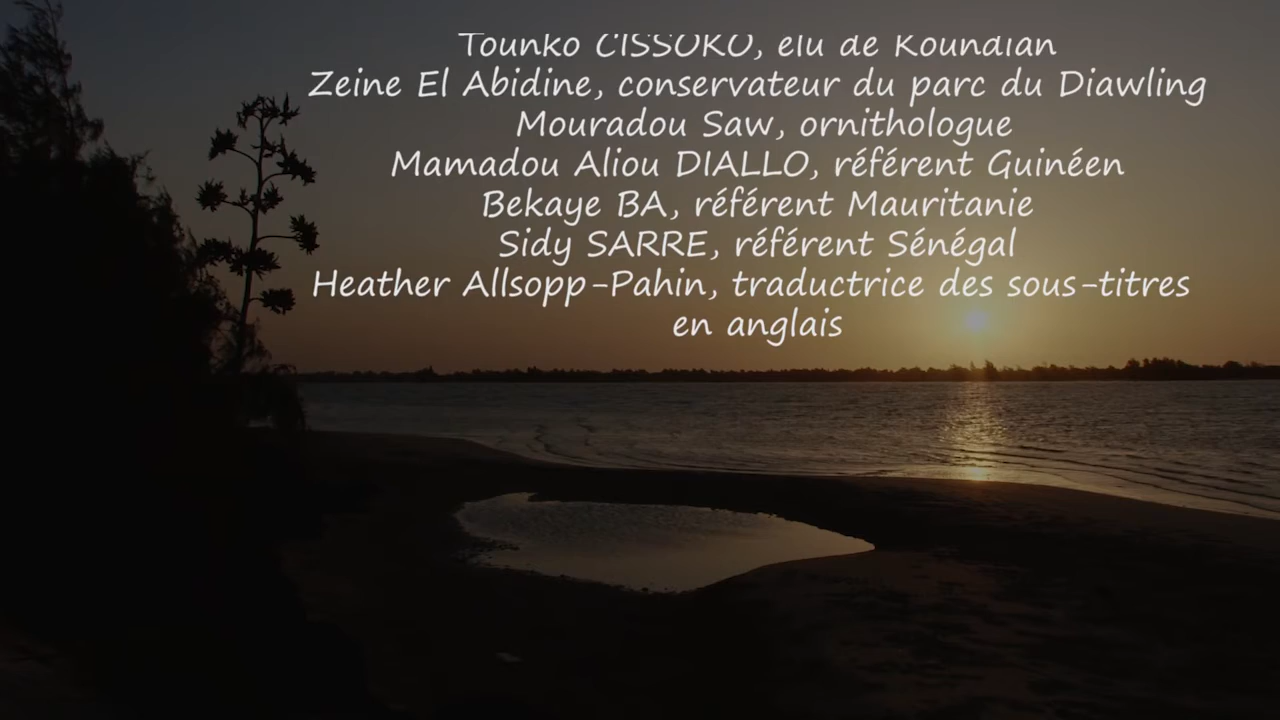 Tounko CISSOKO, élu de Koundian
Zeine El Abidine, conservateur du parc du Diawling
Mouradou Saw, ornithologue
Mamadou Aliou DIALLO, référent Guinéen
Bekaye BA, référent Mauritanie
Sidy SARRE, référent Sénégal
Heather Allsopp-Pahin, traductrice des sous-titres
en anglais